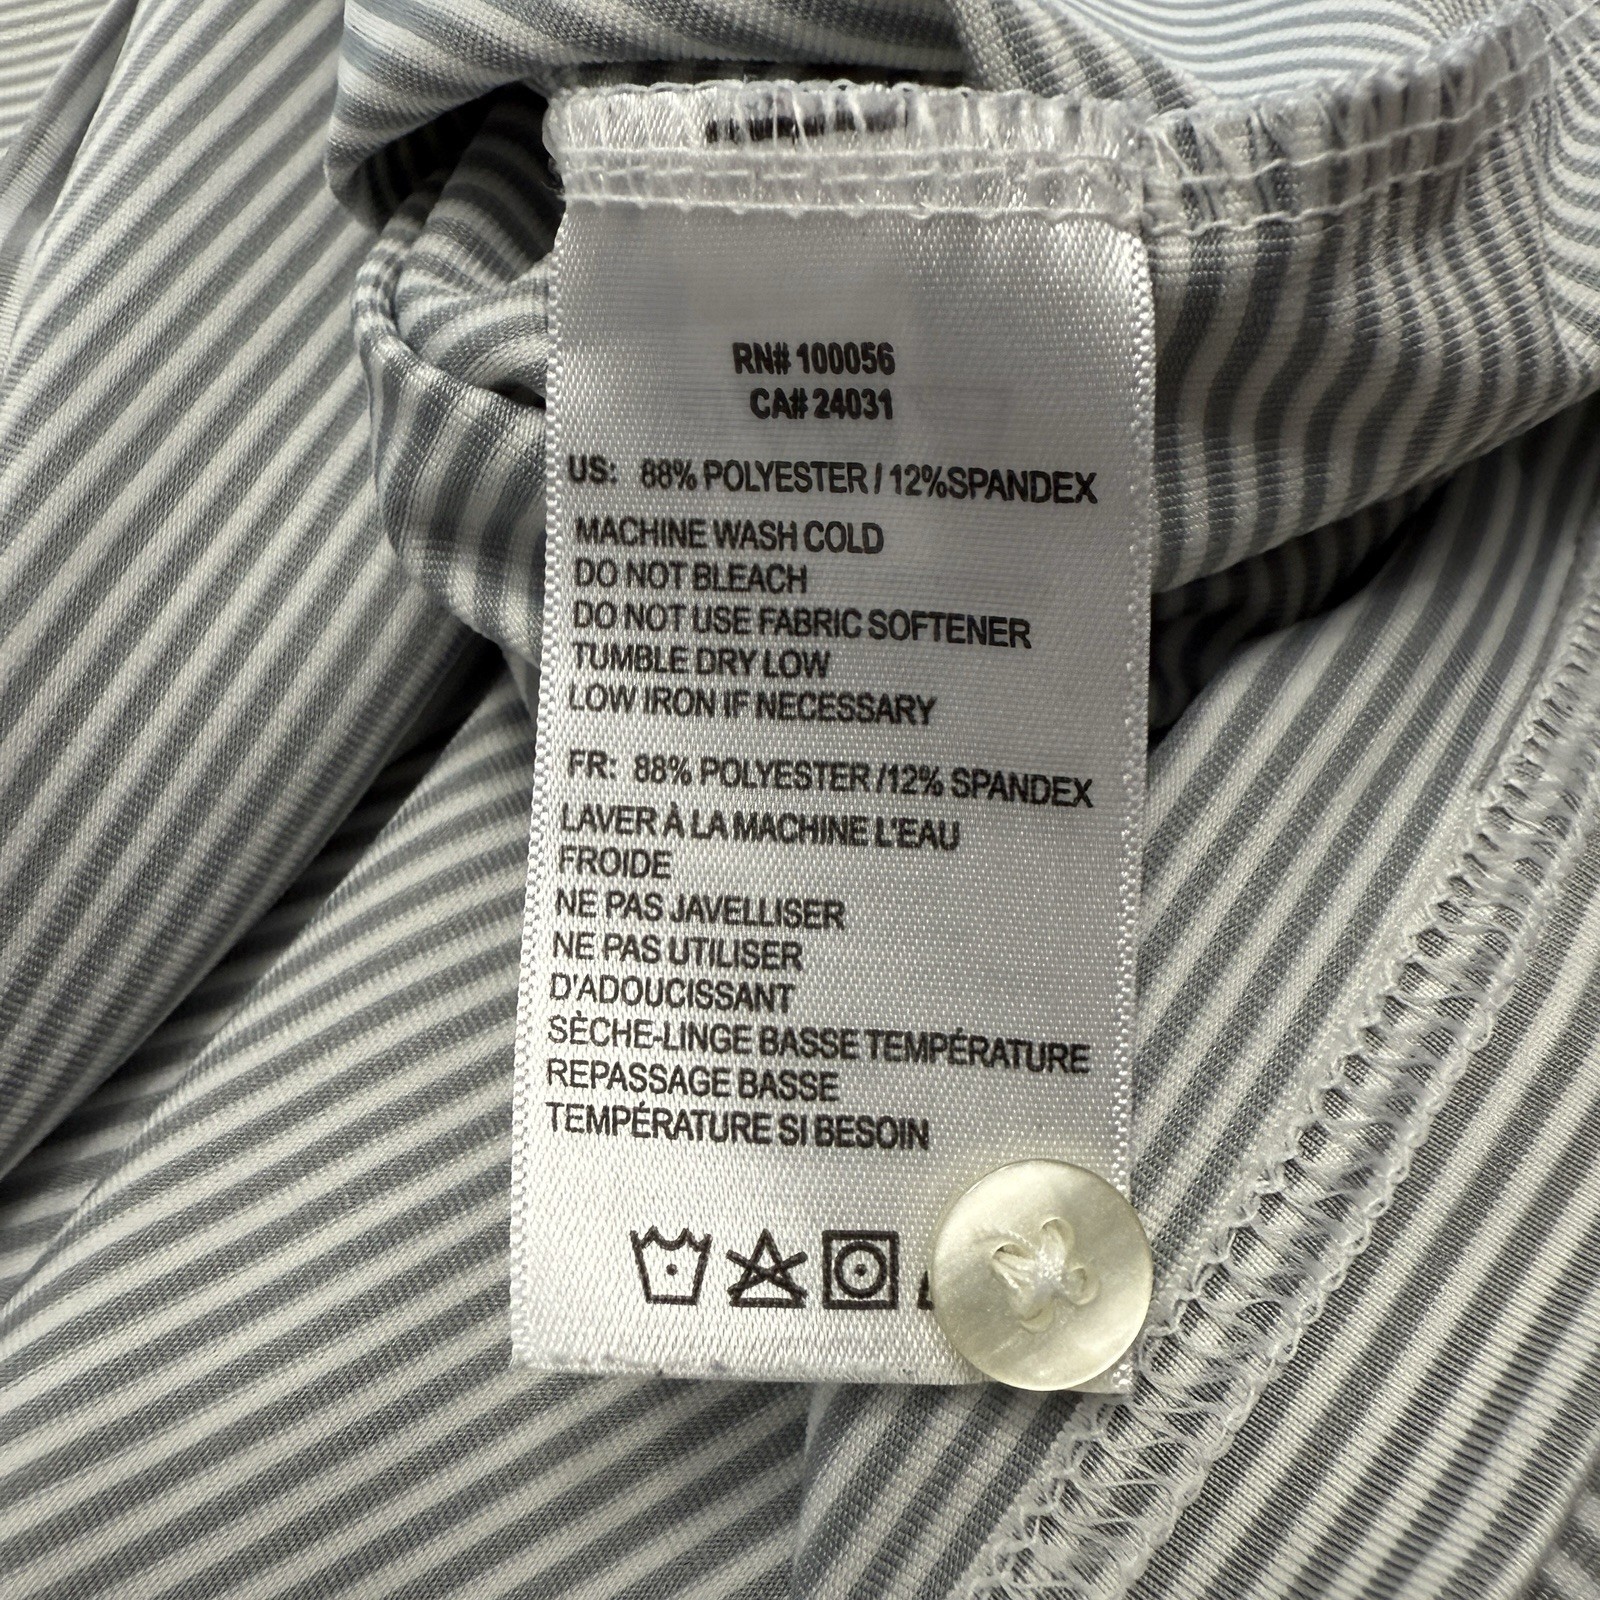 RN# 100056
CA# 24031
US: 88% POLYESTER / 12%SPANDEX
MACHINE WASH COLD
DO NOT BLEACH
DO NOT USE FABRIC SOFTENER
TUMBLE DRY LOW
LOW IRON IF NECESSARY
FR: 88% POLYESTER /12% SPANDEX
LAVER À LA MACHINE L'EAU
FROIDE
NE PAS JAVELLISER
NE PAS UTILISER
D'ADOUCISSANT
SÈCHE-LINGE BASSE TEMPÉRATURE
REPASSAGE BASSE
TEMPÉRATURE SI BESOIN